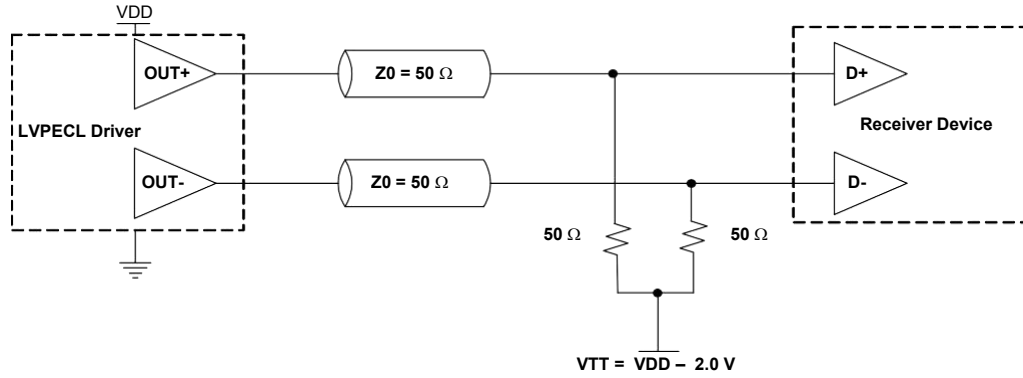 VDD
OUT+
Z0 = 50 Ω
D+
LVPECL Driver
Receiver Device
OUT-
Z0 = 50 Ω
D-
50 Ω
50 Ω
VTT = VDD – 2.0 V